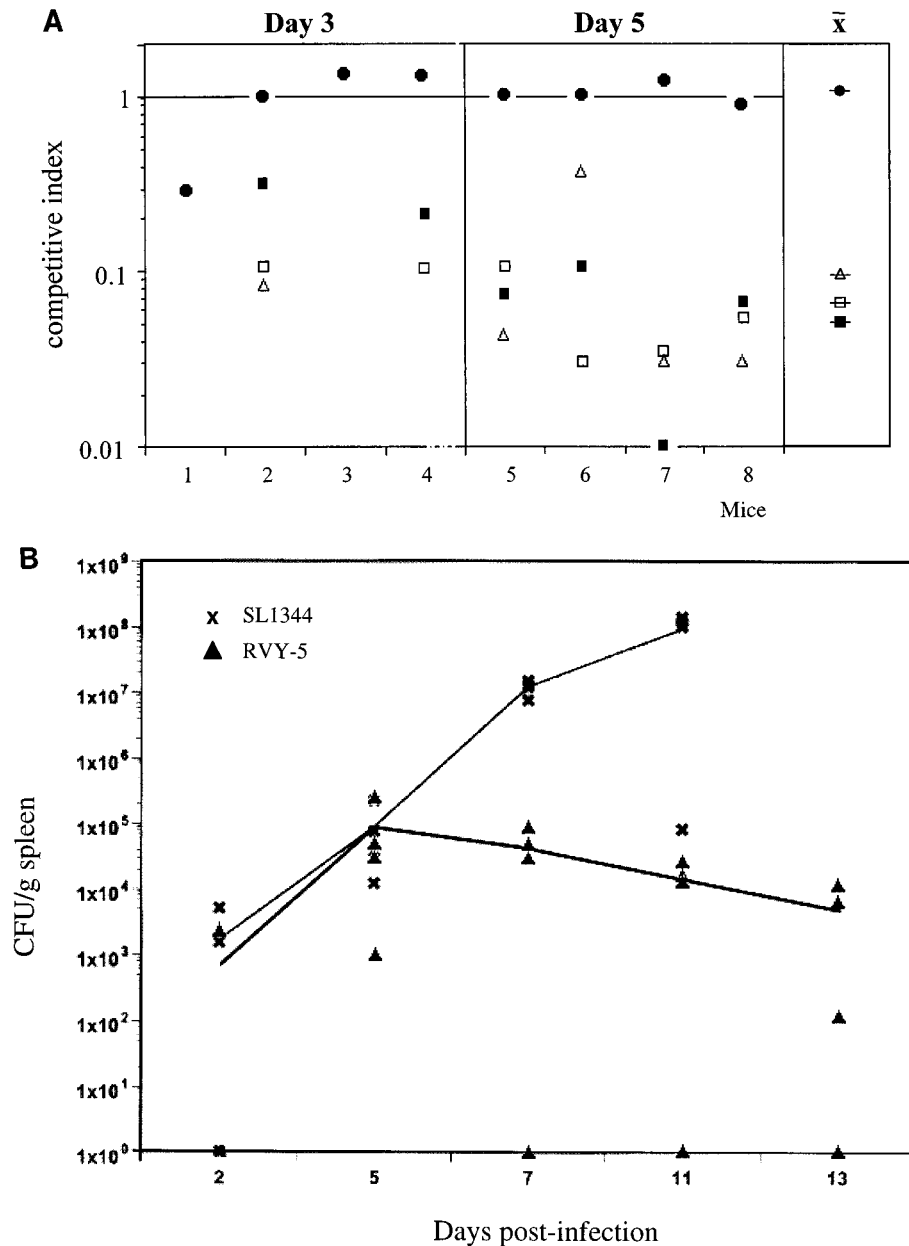 A
Day 3
Day 5
x̄
competitive index
1
0.1
0.01
1 2 3 4 5 6 7 8
Mice
B
1x10⁹
1x10⁸
1x10⁷
1x10⁶
1x10⁵
1x10⁴
1x10³
1x10²
1x10¹
1x10⁰
CFU/g spleen
x SL1344
▲ RVY-5
2 5 7 11 13
Days post-infection